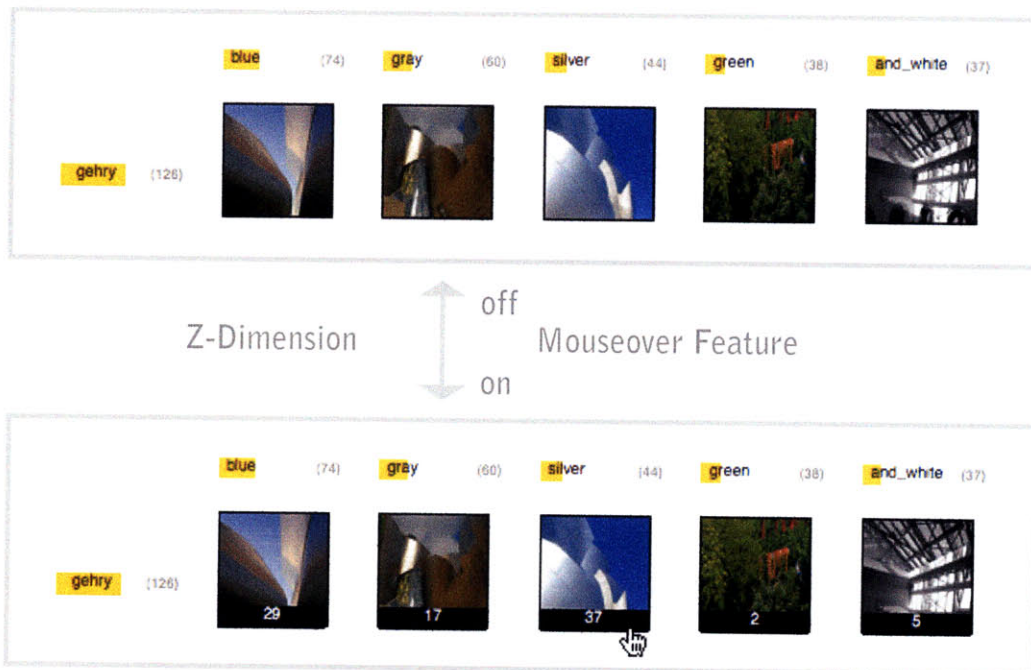 blue (74) gray (60) silver (44) green (38) and_white (37)
gehry (126)
off
Z-Dimension Mouseover Feature
on
blue (74) gray (60) silver (44) green (38) and_white (37)
gehry (126)
29 17 37 2 5